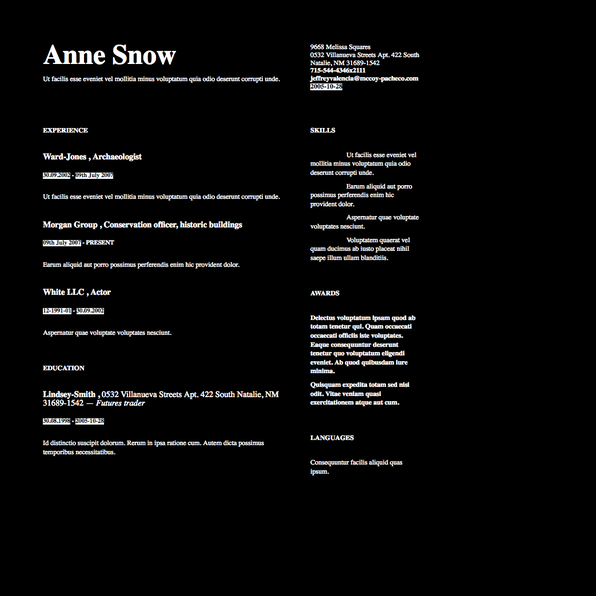 Anne Snow
Ut facilis esse eveniet vel mollitia minus voluptatum quia odio deserunt corrupti unde.
9668 Melissa Squares
0532 Villanueva Streets Apt. 422 South
Natalie, NM 31689-1542
715-544-4346x2111
jeffreyvalencia@mccoy-pacheco.com
2005-10-28
EXPERIENCE
Ward-Jones , Archaeologist
30.09.2002 - 09th July 2007
Ut facilis esse eveniet vel mollitia minus voluptatum quia odio deserunt corrupti unde.
Morgan Group , Conservation officer, historic buildings
09th July 2007 - PRESENT
Earum aliquid aut porro possimus perferendis enim hic provident dolor.
White LLC , Actor
12-1991-01 - 30.09.2002
Aspernatur quae voluptate voluptates nesciunt.
EDUCATION
Lindsey-Smith , 0532 Villanueva Streets Apt. 422 South Natalie, NM
31689-1542 — Futures trader
30.08.1998 - 2005-10-28
Id distinctio suscipit dolorum. Rerum in ipsa ratione cum. Autem dicta possimus
temporibus necessitatibus.
SKILLS
Ut facilis esse eveniet vel
mollitia minus voluptatum quia odio
deserunt corrupti unde.
Earum aliquid aut porro
possimus perferendis enim hic
provident dolor.
Aspernatur quae voluptate
voluptates nesciunt.
Voluptatem quaerat vel
quam ducimus ab iusto placeat nihil
saepe illum ullam blanditiis.
AWARDS
Delectus voluptatum ipsam quod ab
totam tenetur qui. Quam occaecati
occaecati officiis iste voluptates.
Eaque consequuntur deserunt
tenetur quo voluptatum eligendi
eveniet. Ab quod quibusdam iure
minima.
Quisquam expedita totam sed nisi
odit. Vitae veniam quasi
exercitationem atque aut cum.
LANGUAGES
Consequuntur facilis aliquid quas
ipsum.